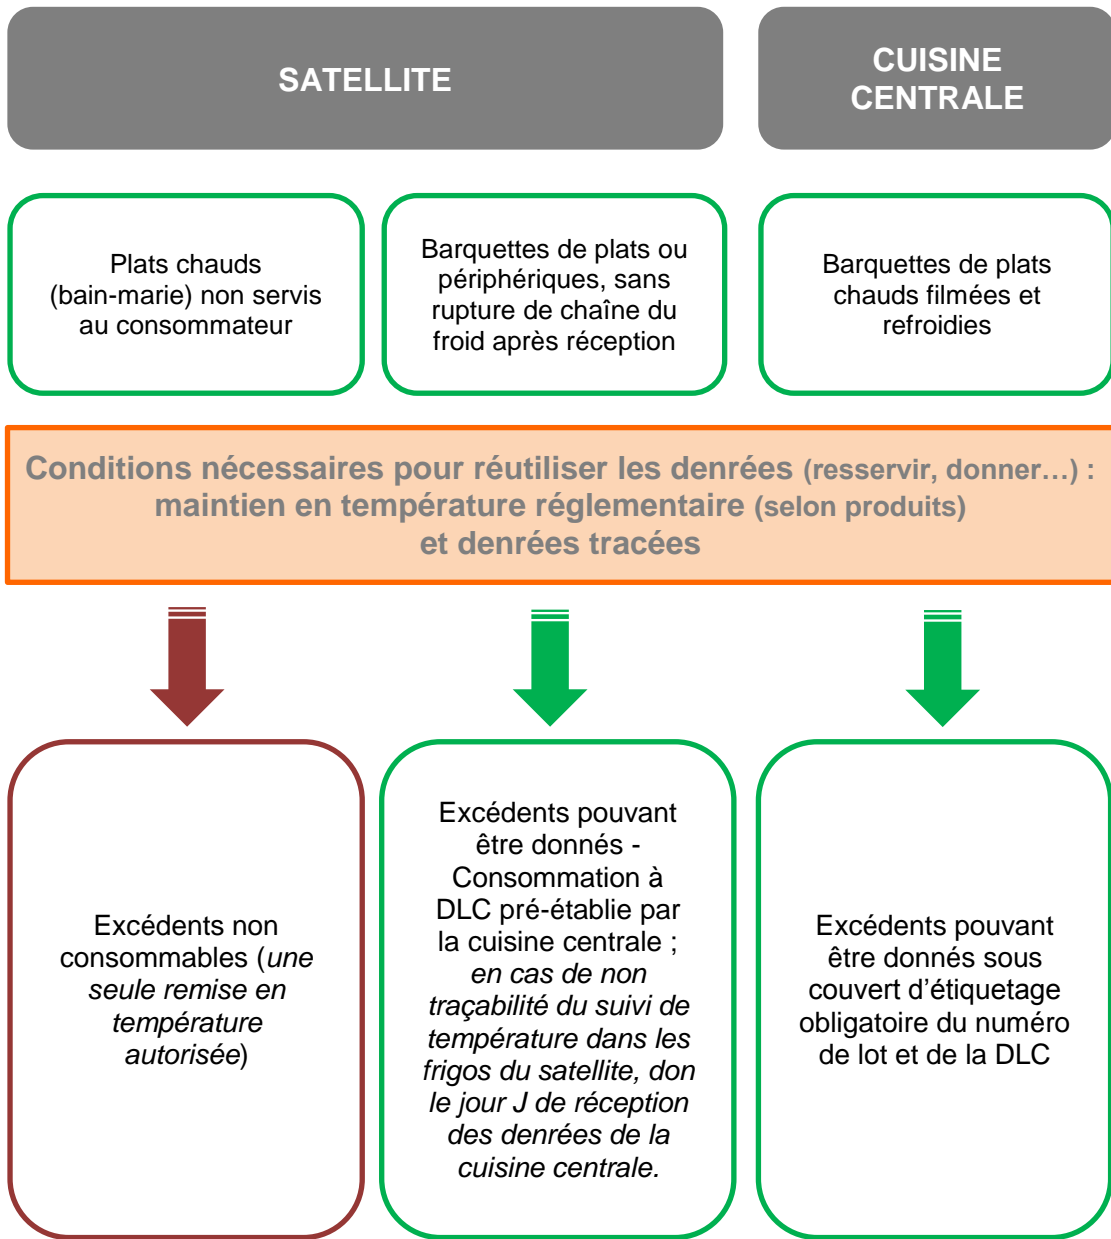 SATELLITE
CUISINE
CENTRALE
Plats chauds
(bain-marie) non servis
au consommateur
Barquettes de plats ou
périphériques, sans
rupture de chaîne du
froid après réception
Barquettes de plats
chauds filmées et
refroidies
Conditions nécessaires pour réutiliser les denrées (resservir, donner…) :
maintien en température réglementaire (selon produits)
et denrées tracées
Excédents non
consommables (une
seule remise en
température
autorisée)
Excédents pouvant
être donnés -
Consommation à
DLC pré-établie par
la cuisine centrale ;
en cas de non
traçabilité du suivi de
température dans les
frigos du satellite, don
le jour J de réception
des denrées de la
cuisine centrale.
Excédents pouvant
être donnés sous
couvert d’étiquetage
obligatoire du numéro
de lot et de la DLC